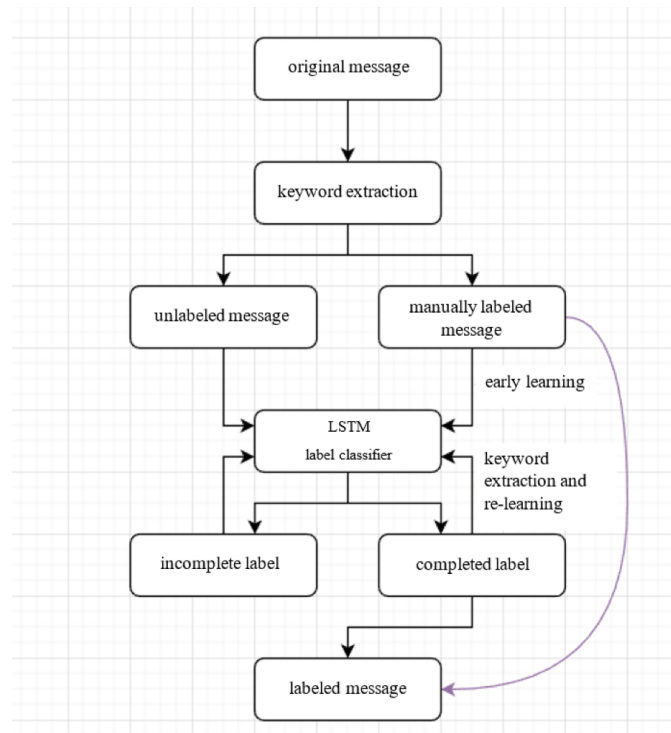 original message
keyword extraction
unlabeled message
manually labeled
message
early learning
LSTM
label classifier
keyword
extraction and
re-learning
incomplete label
completed label
labeled message